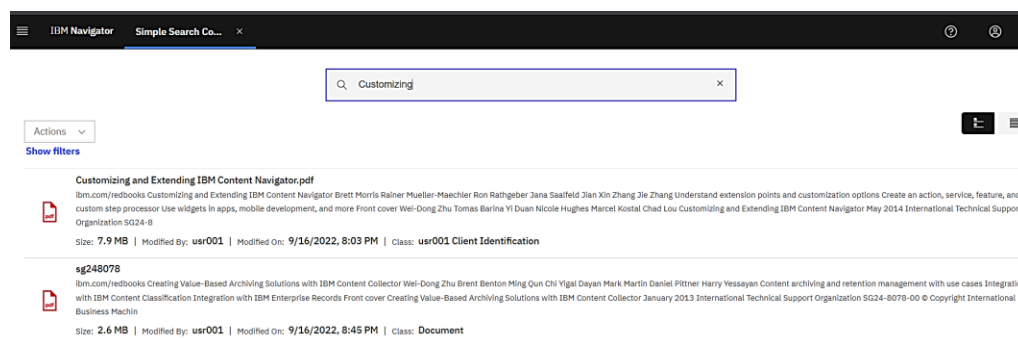 IBM Navigator Simple Search Co... ×
Customizing ×
Actions
Show filters
Customizing and Extending IBM Content Navigator.pdf
ibm.com/redbooks Customizing and Extending IBM Content Navigator Brett Morris Rainer Mueller-Maechler Ron Rathgeber Jana Saalfeld Jian Xin Zhang Jie Zhang Understand extension points and customization options Create an action, service, feature, and
custom step processor Use widgets in apps, mobile development, and more Front cover Wei-Dong Zhu Tomas Barina Yi Duan Nicole Hughes Marcel Kostal Chad Lou Customizing and Extending IBM Content Navigator May 2014 International Technical Suppor
Organization SG24-8
Size: 7.9 MB | Modified By: usr001 | Modified On: 9/16/2022, 8:03 PM | Class: usr001 Client Identification
sg248078
ibm.com/redbooks Creating Value-Based Archiving Solutions with IBM Content Collector Wei-Dong Zhu Brent Benton Ming Qun Chi Yigal Dayan Mark Martin Daniel Pittner Harry Yessayan Content archiving and retention management with use cases Integrati
with IBM Content Classification Integration with IBM Enterprise Records Front cover Creating Value-Based Archiving Solutions with IBM Content Collector January 2013 International Technical Support Organization SG24-8078-00 © Copyright International
Business Machin
Size: 2.6 MB | Modified By: usr001 | Modified On: 9/16/2022, 8:45 PM | Class: Document